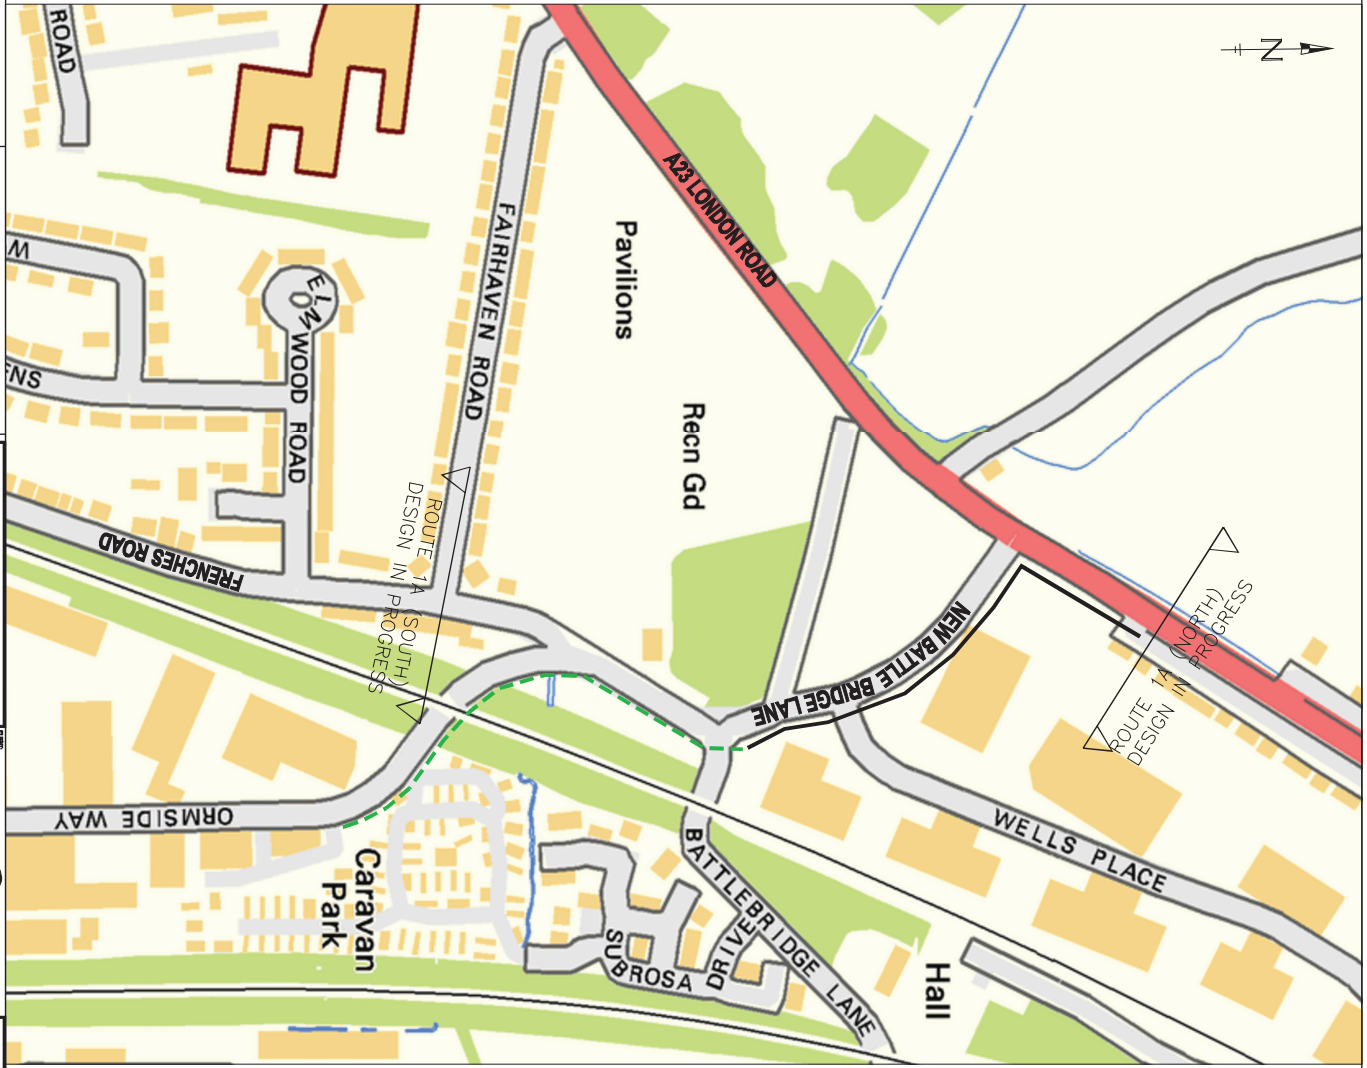 ROAD
N
A23 LONDON ROAD
FAIRHAVEN ROAD
Pavilions
W
ELMWOOD ROAD
ENS
Recn Gd
ROUTE 1A (SOUTH)
DESIGN IN PROGRESS
FRENCHES ROAD
NEW BATTLE BRIDGE LANE
ROUTE 1A (NORTH)
DESIGN IN PROGRESS
ORMSIDE WAY
WELLS PLACE
BATTLEBRIDGE LANE
Caravan
Park
SUBROSA DRIVE
Hall